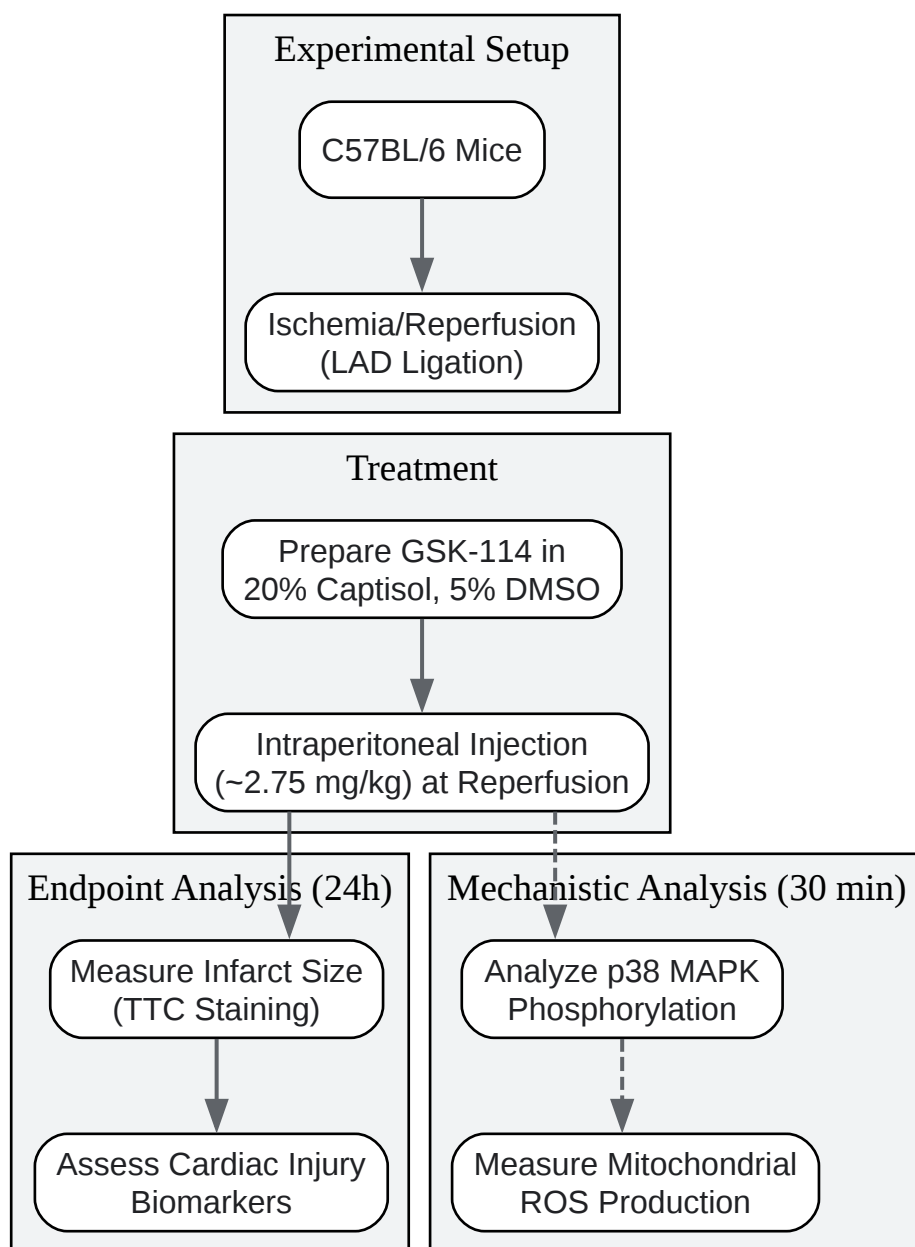 Experimental Setup
C57BL/6 Mice
Ischemia/Reperfusion
(LAD Ligation)
Treatment
Prepare GSK-114 in
20% Captisol, 5% DMSO
Intraperitoneal Injection
(~2.75 mg/kg) at Reperfusion
Endpoint Analysis (24h)
Measure Infarct Size
(TTC Staining)
Assess Cardiac Injury
Biomarkers
Mechanistic Analysis (30 min)
Analyze p38 MAPK
Phosphorylation
Measure Mitochondrial
ROS Production